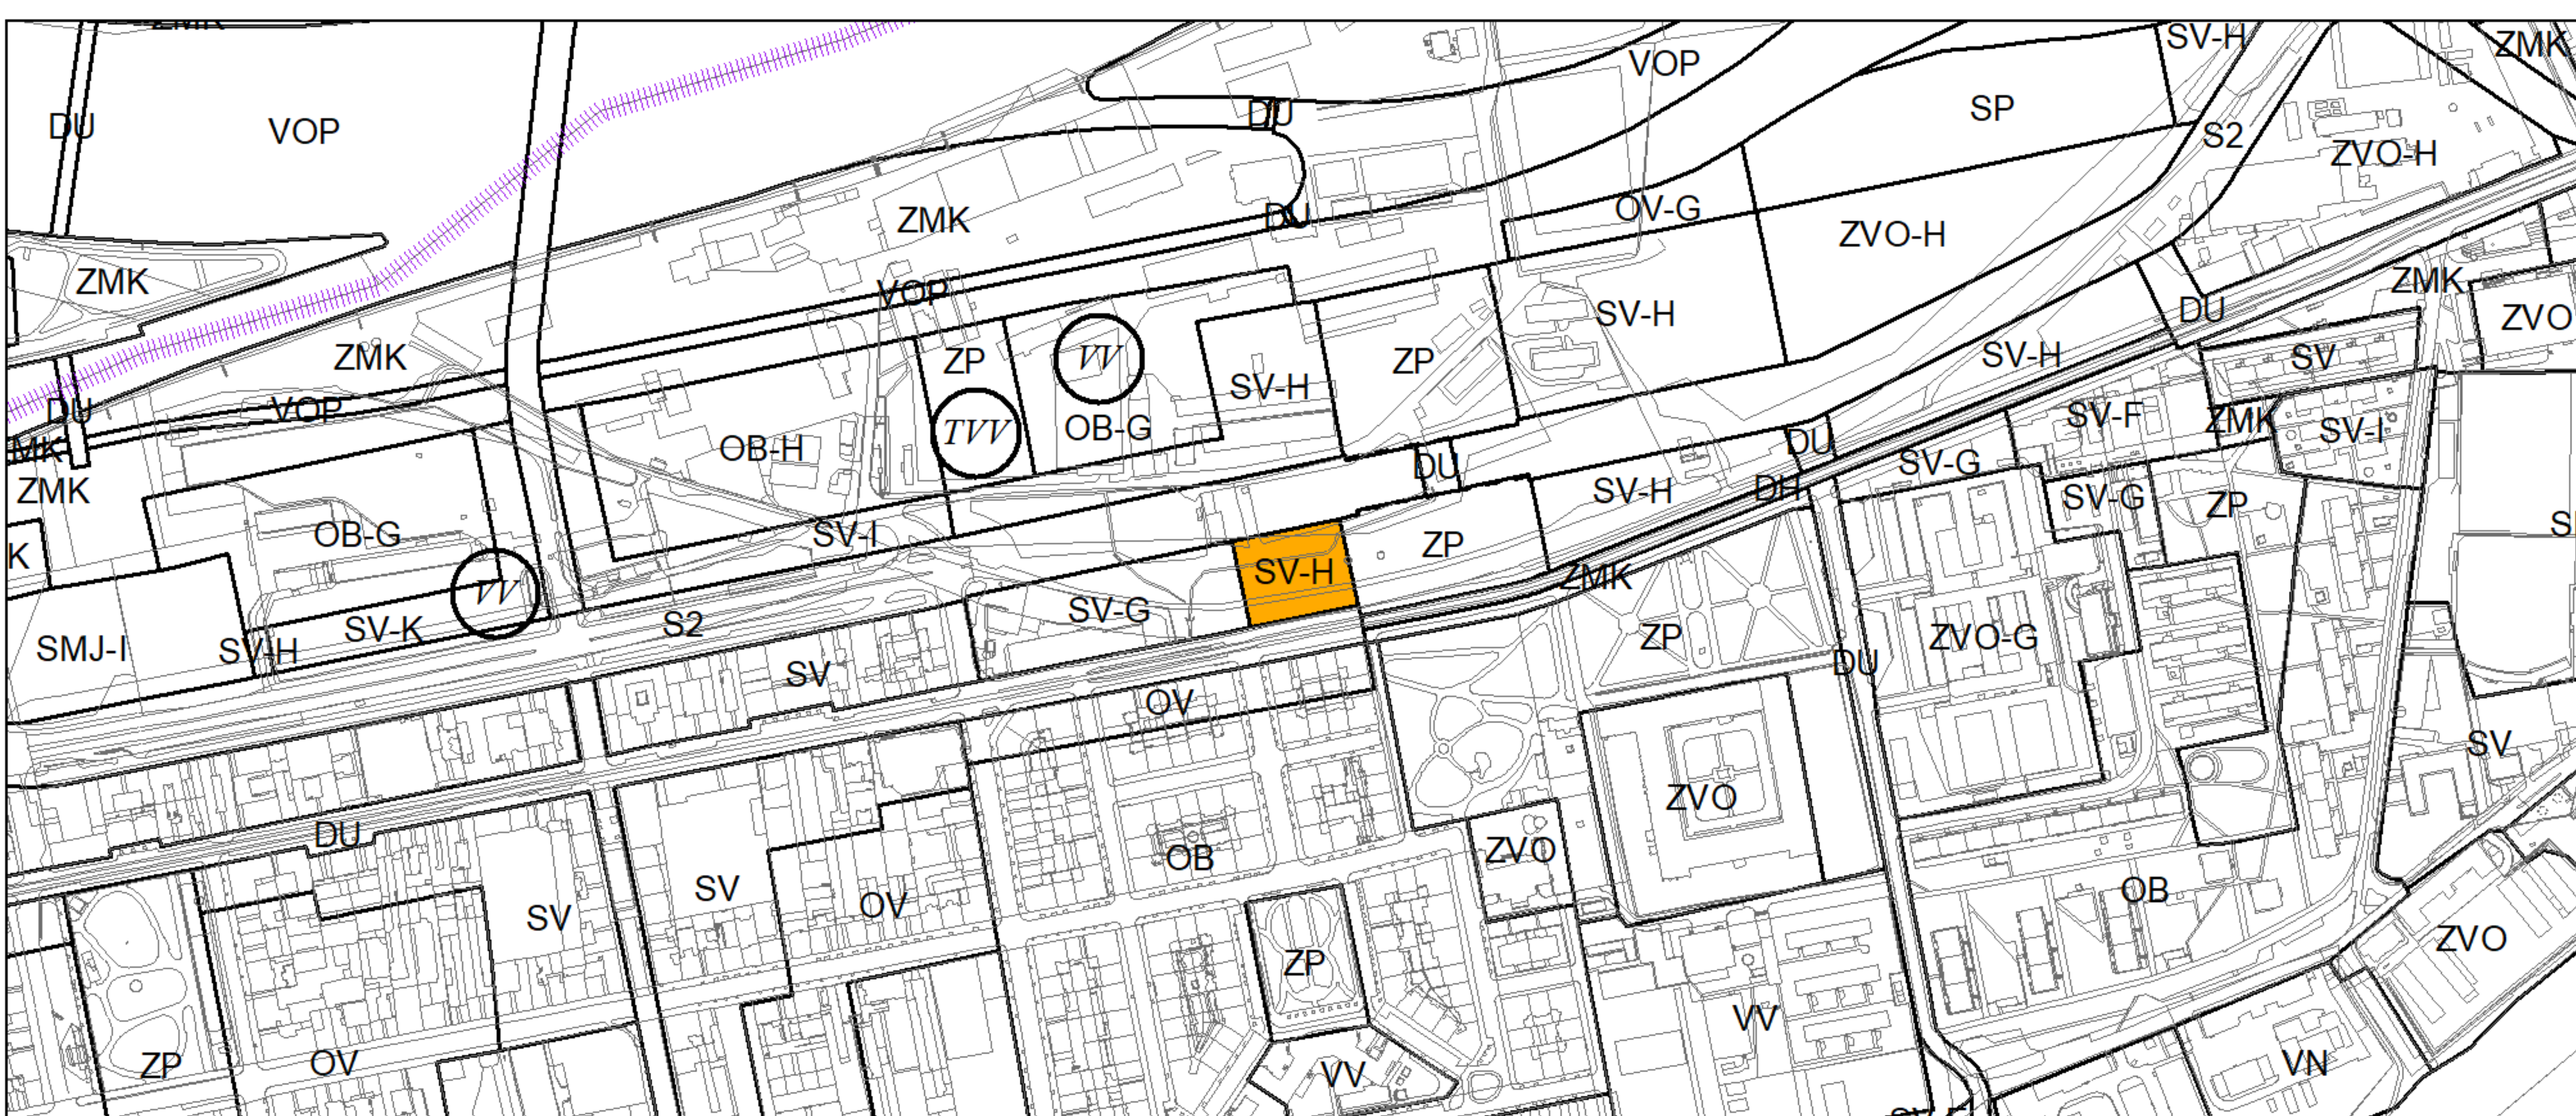 ZMK
SV-H
ZMK
VOP
SP
DU
VOP
DU
S2
ZVO-H
ZMK
DU
OV-G
ZVO-H
ZMK
VOP
SV-H
DU
ZMK
ZVO
ZMK
ZP
VV
ZP
SV-H
SV
DU
VOP
SV-H
OB-G
SV-F
ZMK
SV-I
MK
OB-H
TVV
DU
DU
SV-G
ZMK
SV-H
DH
SV-G
ZP
K
OB-G
SV-I
ZP
S
VV
SV-H
ZMK
SMJ-I
SV-H
SV-K
S2
SV-G
ZP
DU
ZVO-G
SV
OV
SV
DU
ZVO
SV
SV
OV
OB
ZVO
OB
ZVO
ZP
VV
ZP
OV
VV
VN